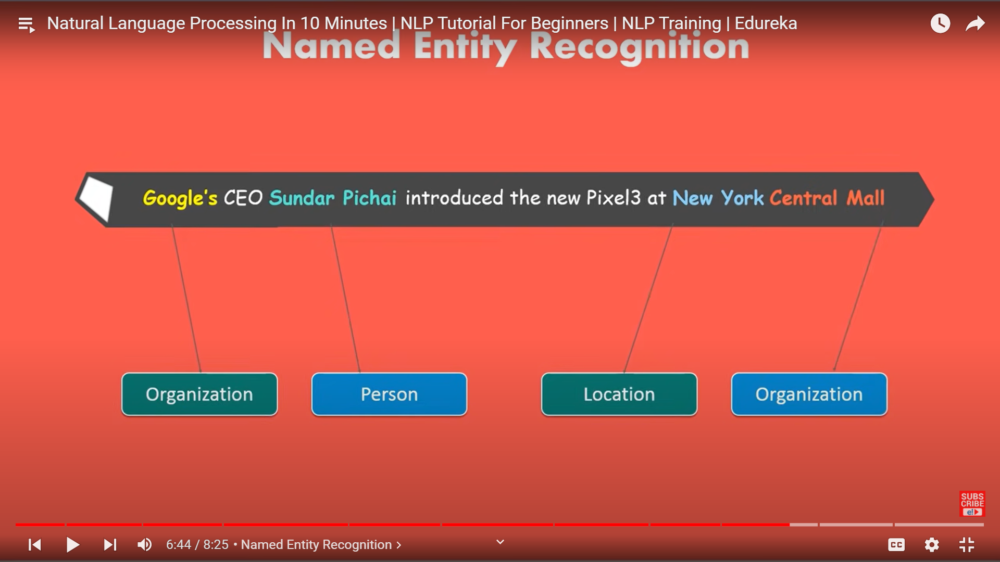 Natural Language Processing In 10 Minutes | NLP Tutorial For Beginners | NLP Training | Edureka
Named Entity Recognition
Google's CEO Sundar Pichai introduced the new Pixel3 at New York Central Mall
Organization
Person
Location
Organization
SUBS
CRIBE
e!
6:44 / 8:25 • Named Entity Recognition >
CC